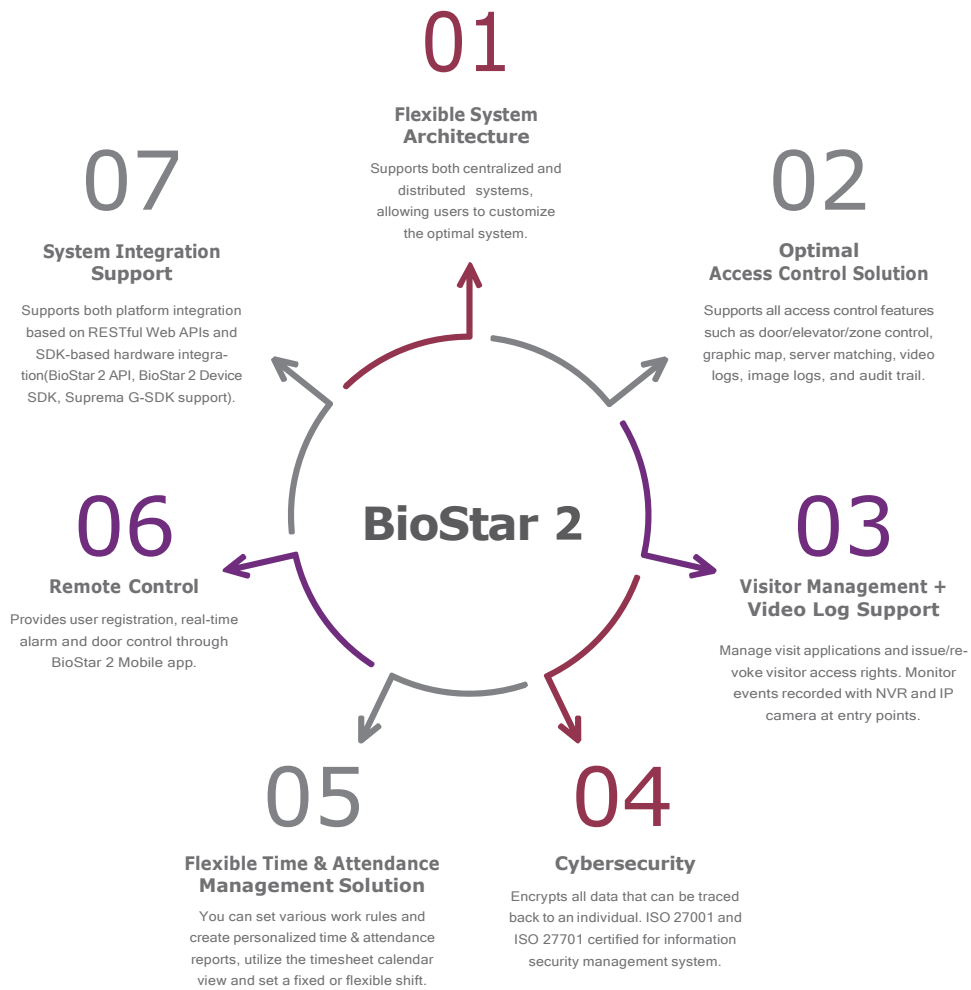 01
Flexible System
Architecture
Supports both centralized and
distributed systems,
allowing users to customize
the optimal system.
02
Optimal
Access Control Solution
Supports all access control features
such as door/elevator/zone control,
graphic map, server matching, video
logs, image logs, and audit trail.
03
Visitor Management +
Video Log Support
Manage visit applications and issue/re-
voke visitor access rights. Monitor
events recorded with NVR and IP
camera at entry points.
04
Cybersecurity
Encrypts all data that can be traced
back to an individual. ISO 27001 and
ISO 27701 certified for information
security management system.
05
Flexible Time & Attendance
Management Solution
You can set various work rules and
create personalized time & attendance
reports, utilize the timesheet calendar
view and set a fixed or flexible shift.
06
Remote Control
Provides user registration, real-time
alarm and door control through
BioStar 2 Mobile app.
07
System Integration
Support
Supports both platform integration
based on RESTful Web APIs and
SDK-based hardware integra-
tion(BioStar 2 API, BioStar 2 Device
SDK, Suprema G-SDK support).
BioStar 2